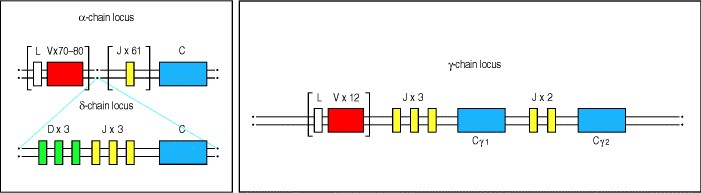 α-chain locus
L Vx70–80 J x 61 C
δ-chain locus
D x 3 J x 3 C
γ-chain locus
L V x 12 J x 3 J x 2
Cγ1 Cγ2